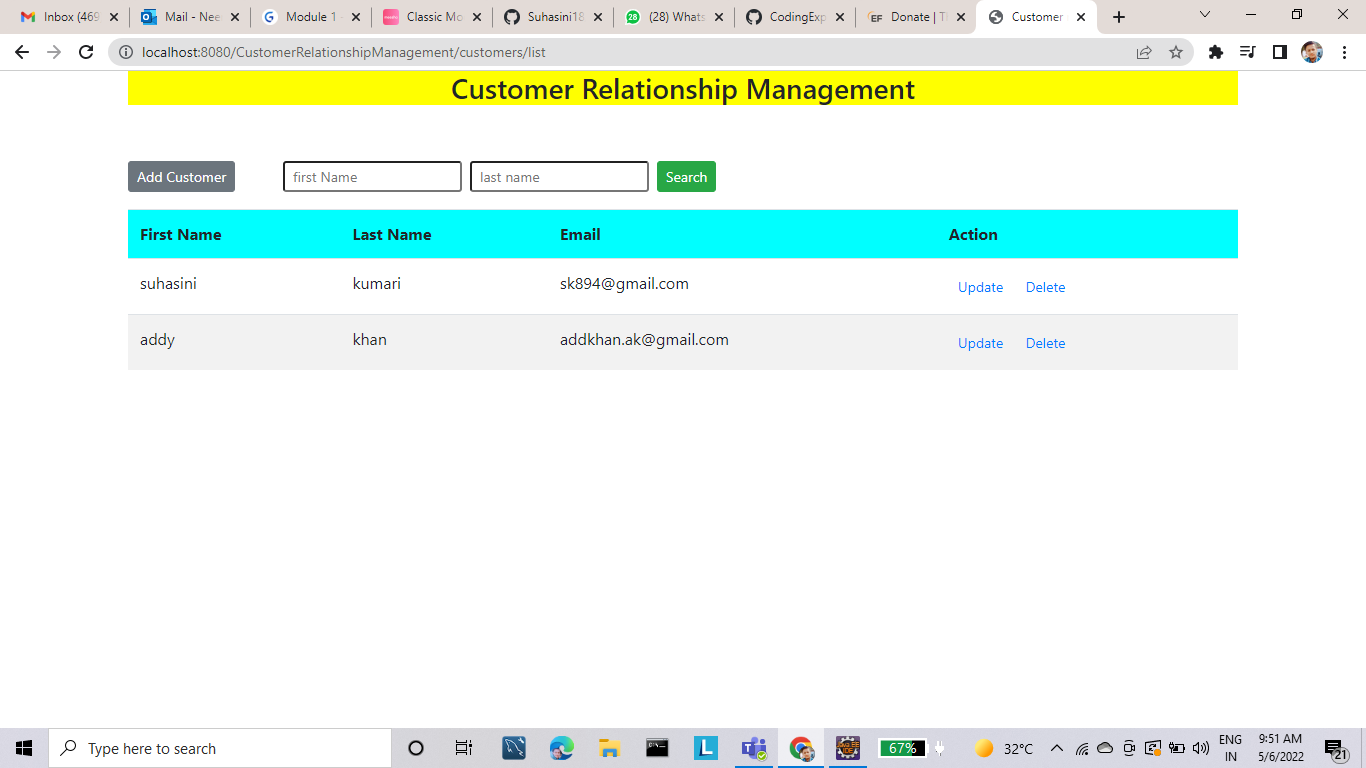 Inbox (469 Mail - Nee Module 1 - Classic Mo Suhasini18 (28) Whats CodingExp Donate | T Customer
localhost:8080/CustomerRelationshipManagement/customers/list
Customer Relationship Management
Add Customer first Name last name Search
First Name Last Name Email Action
suhasini kumari sk894@gmail.com Update Delete
addy khan addkhan.ak@gmail.com Update Delete
Type here to search 67% 32°C ENG 9:51 AM
IN 5/6/2022 21